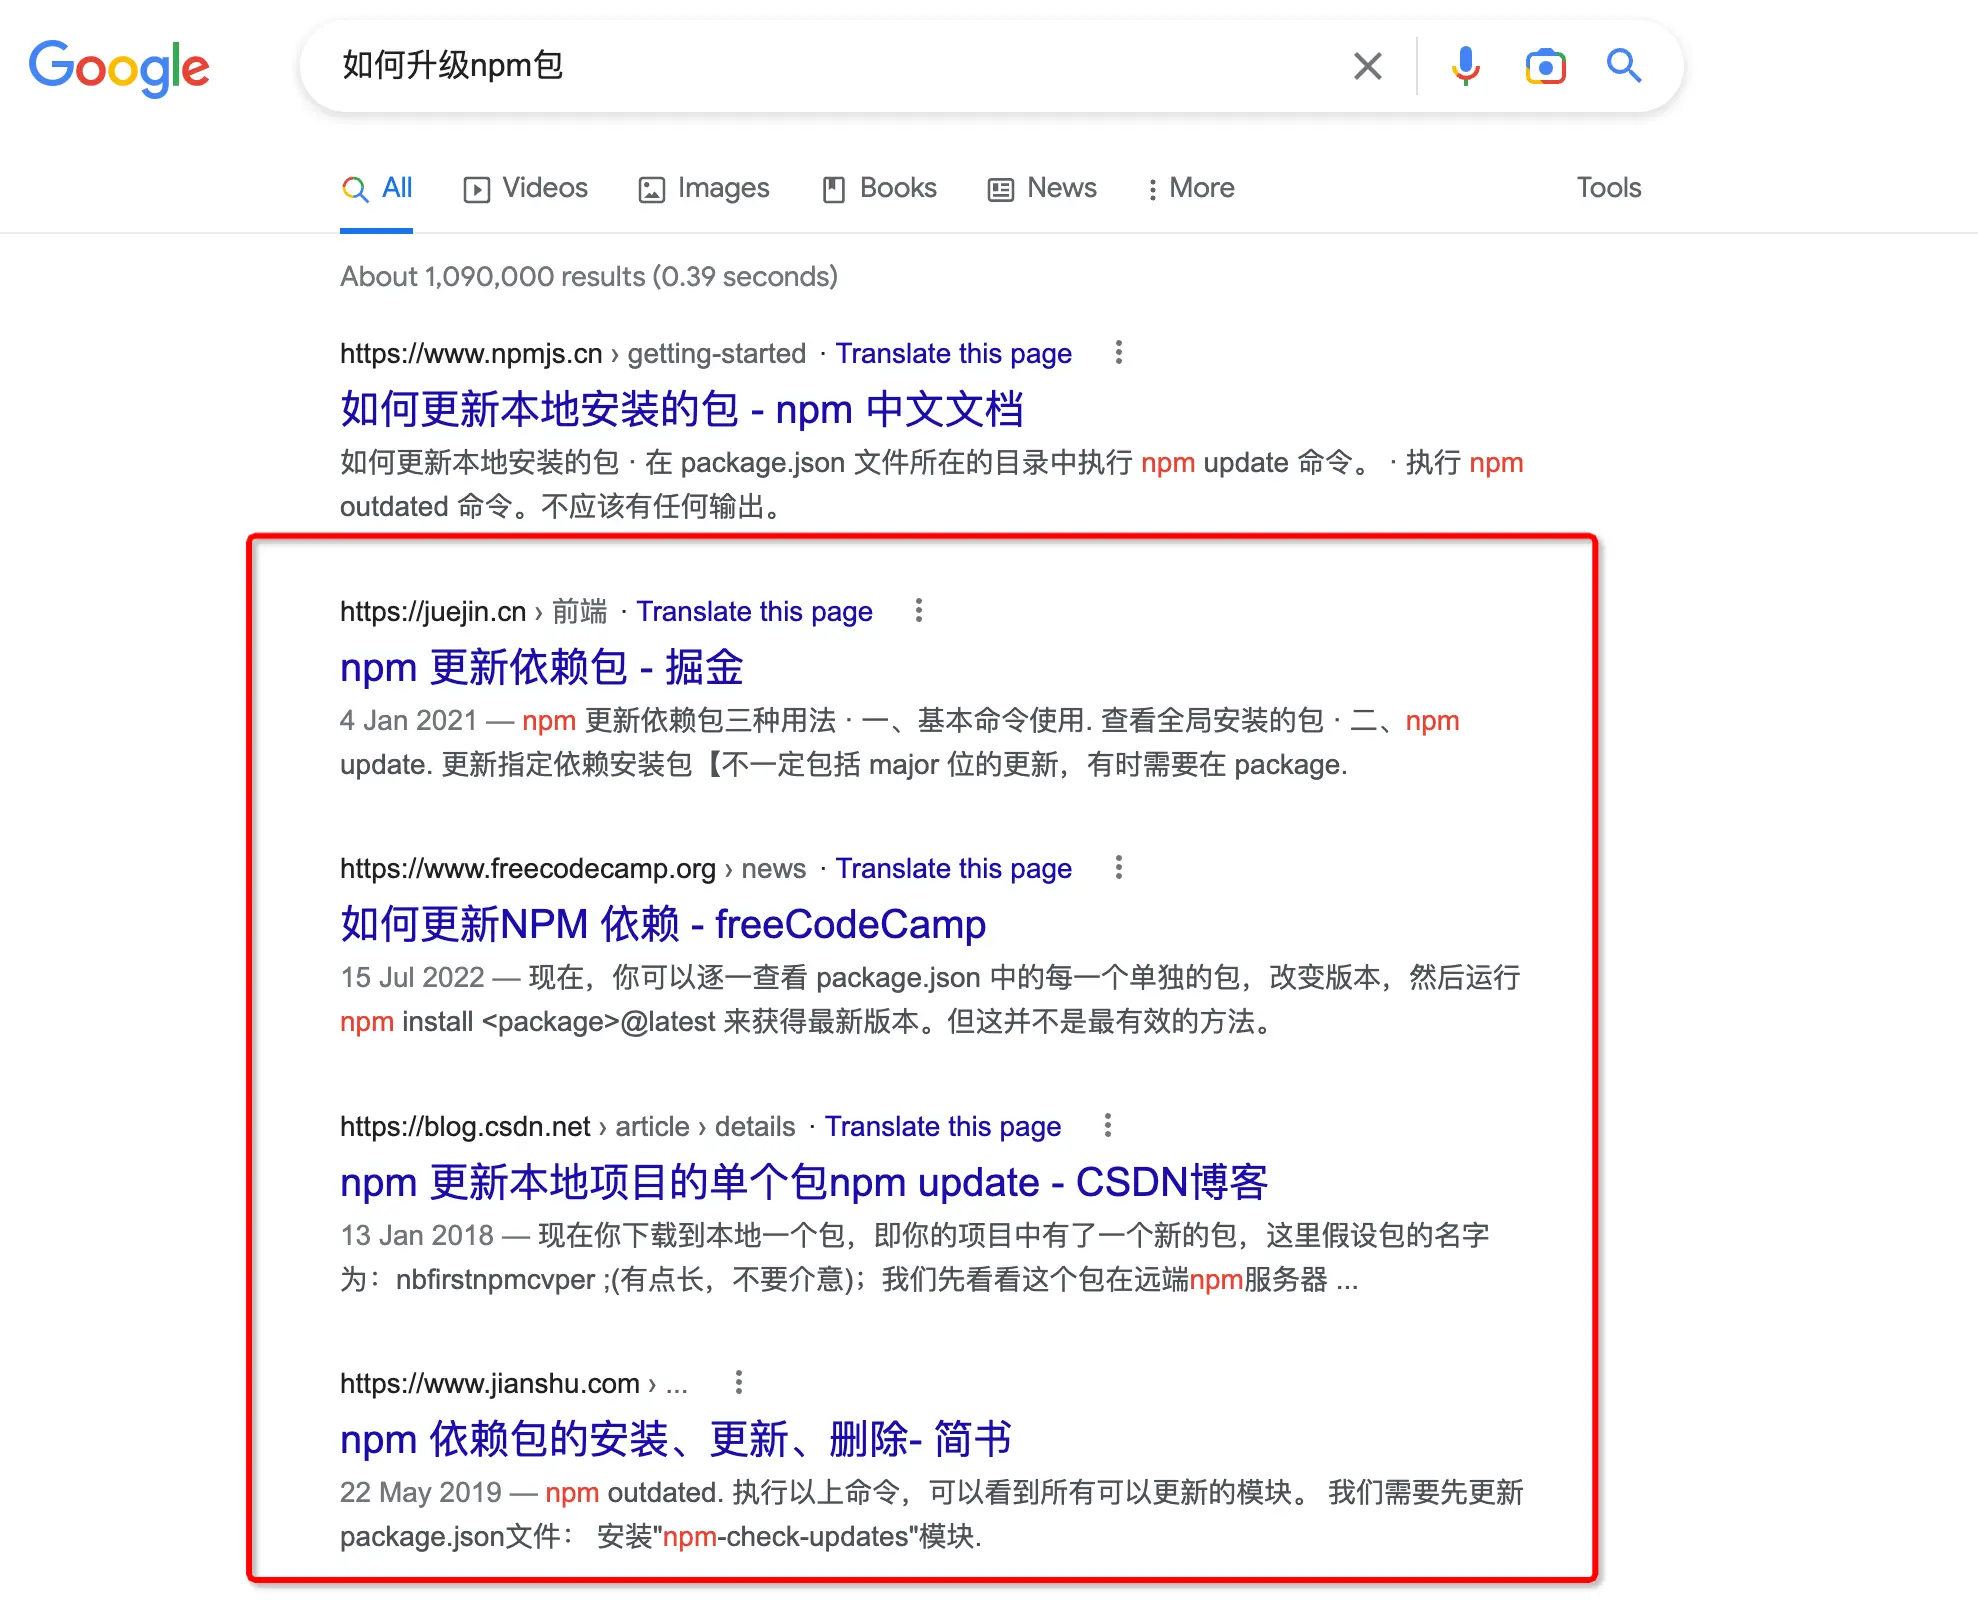 Google
如何升级npm包
All Videos Images Books News More Tools
About 1,090,000 results (0.39 seconds)
https://www.npmjs.cn › getting-started · Translate this page
如何更新本地安装的包 - npm 中文文档
如何更新本地安装的包 · 在 package.json 文件所在的目录中执行 npm update 命令。 · 执行 npm
outdated 命令。不应该有任何输出。
https://juejin.cn › 前端 · Translate this page
npm 更新依赖包 - 掘金
4 Jan 2021 — npm 更新依赖包三种用法 · 一、基本命令使用. 查看全局安装的包 · 二、npm
update. 更新指定依赖安装包【不一定包括 major 位的更新，有时需要在 package.
https://www.freecodecamp.org › news · Translate this page
如何更新NPM 依赖 - freeCodeCamp
15 Jul 2022 — 现在，你可以逐一查看 package.json 中的每一个单独的包，改变版本，然后运行
npm install <package>@latest 来获得最新版本。但这并不是最有效的方法。
https://blog.csdn.net › article › details · Translate this page
npm 更新本地项目的单个包npm update - CSDN博客
13 Jan 2018 — 现在你下载到本地一个包，即你的项目中有了一个新的包，这里假设包的名字
为：nbfirstnpmcvper ;(有点长，不要介意)；我们先看看这个包在远端npm服务器 ...
https://www.jianshu.com › ...
npm 依赖包的安装、更新、删除- 简书
22 May 2019 — npm outdated. 执行以上命令，可以看到所有可以更新的模块。 我们需要先更新
package.json文件： 安装"npm-check-updates"模块.